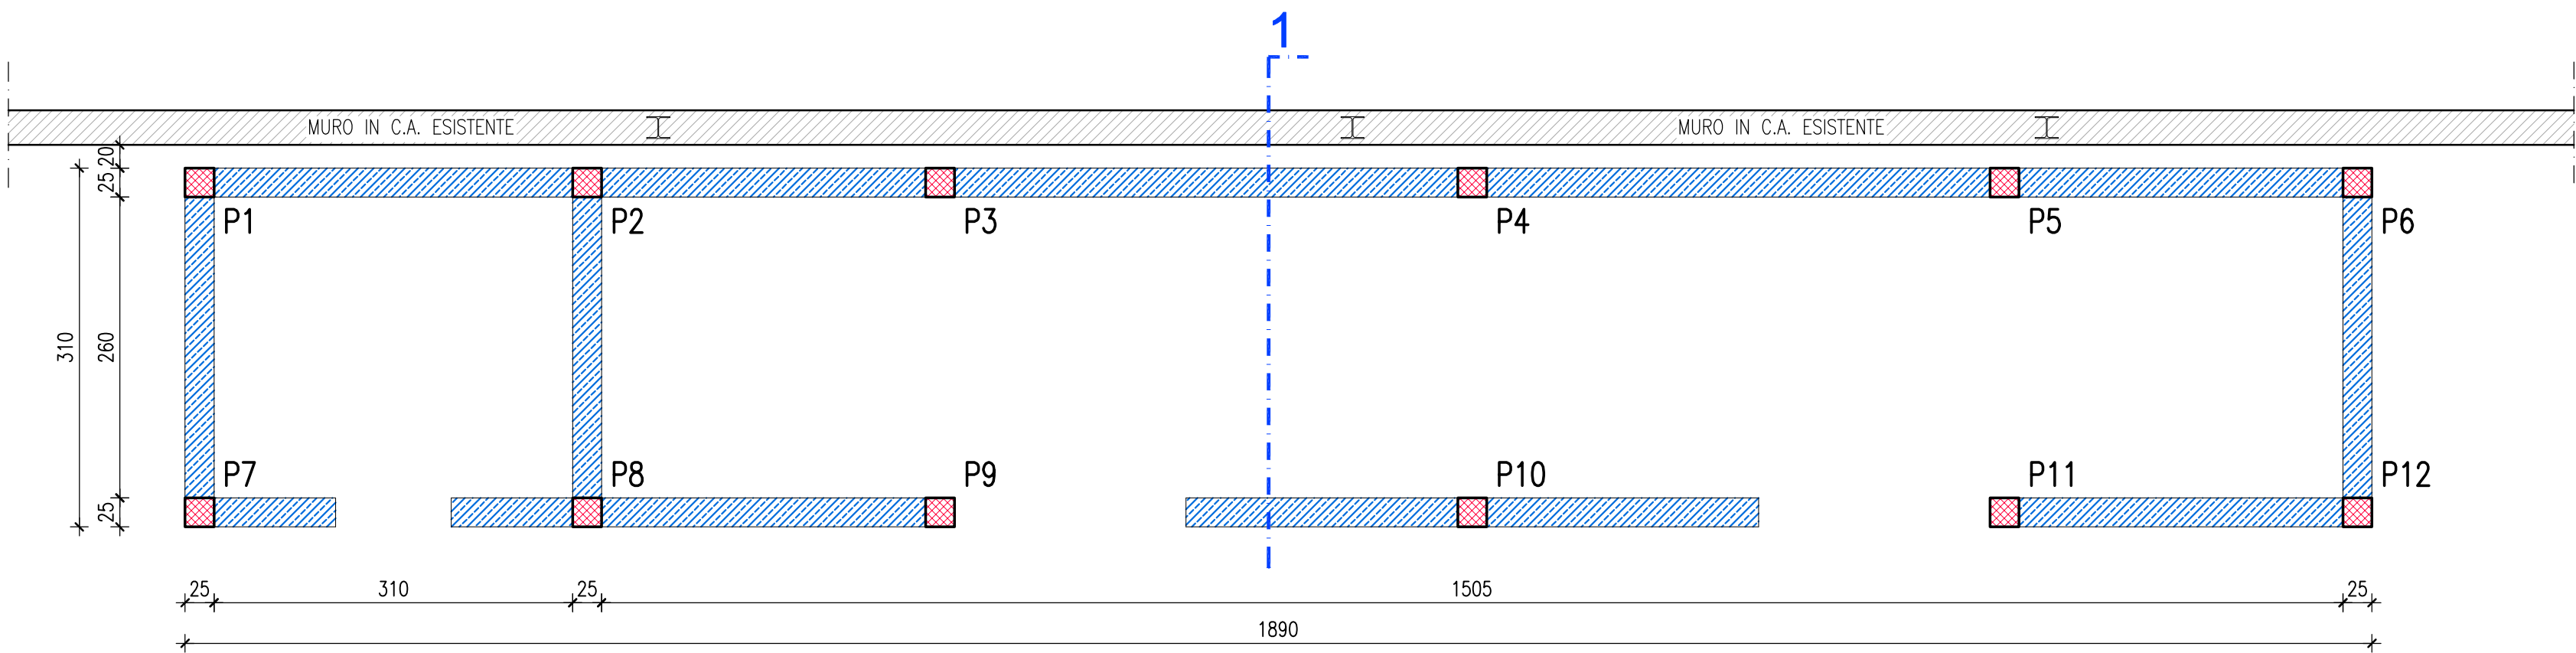 1
MURO IN C.A. ESISTENTE
MURO IN C.A. ESISTENTE
20
25
P1
P2
P3
P4
P5
P6
310
260
P7
P8
P9
P10
P11
P12
25
25
310
25
1505
25
1890